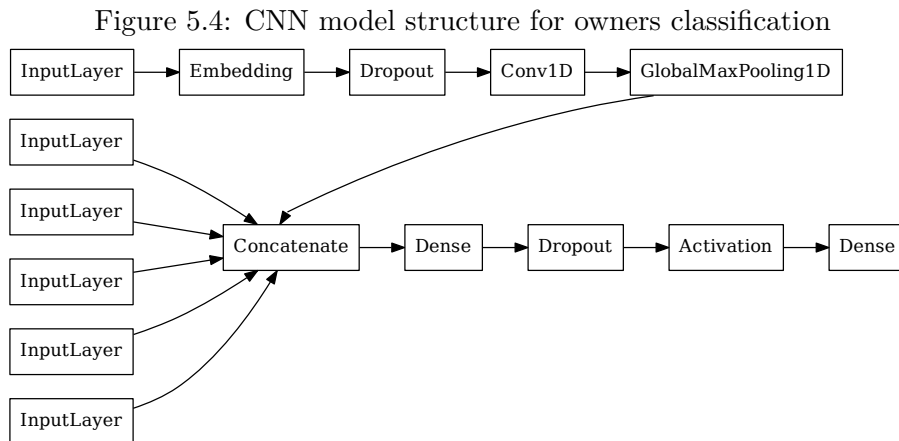 Figure 5.4: CNN model structure for owners classification
InputLayer Embedding Dropout Conv1D GlobalMaxPooling1D
InputLayer
InputLayer
Concatenate Dense Dropout Activation Dense
InputLayer
InputLayer
InputLayer